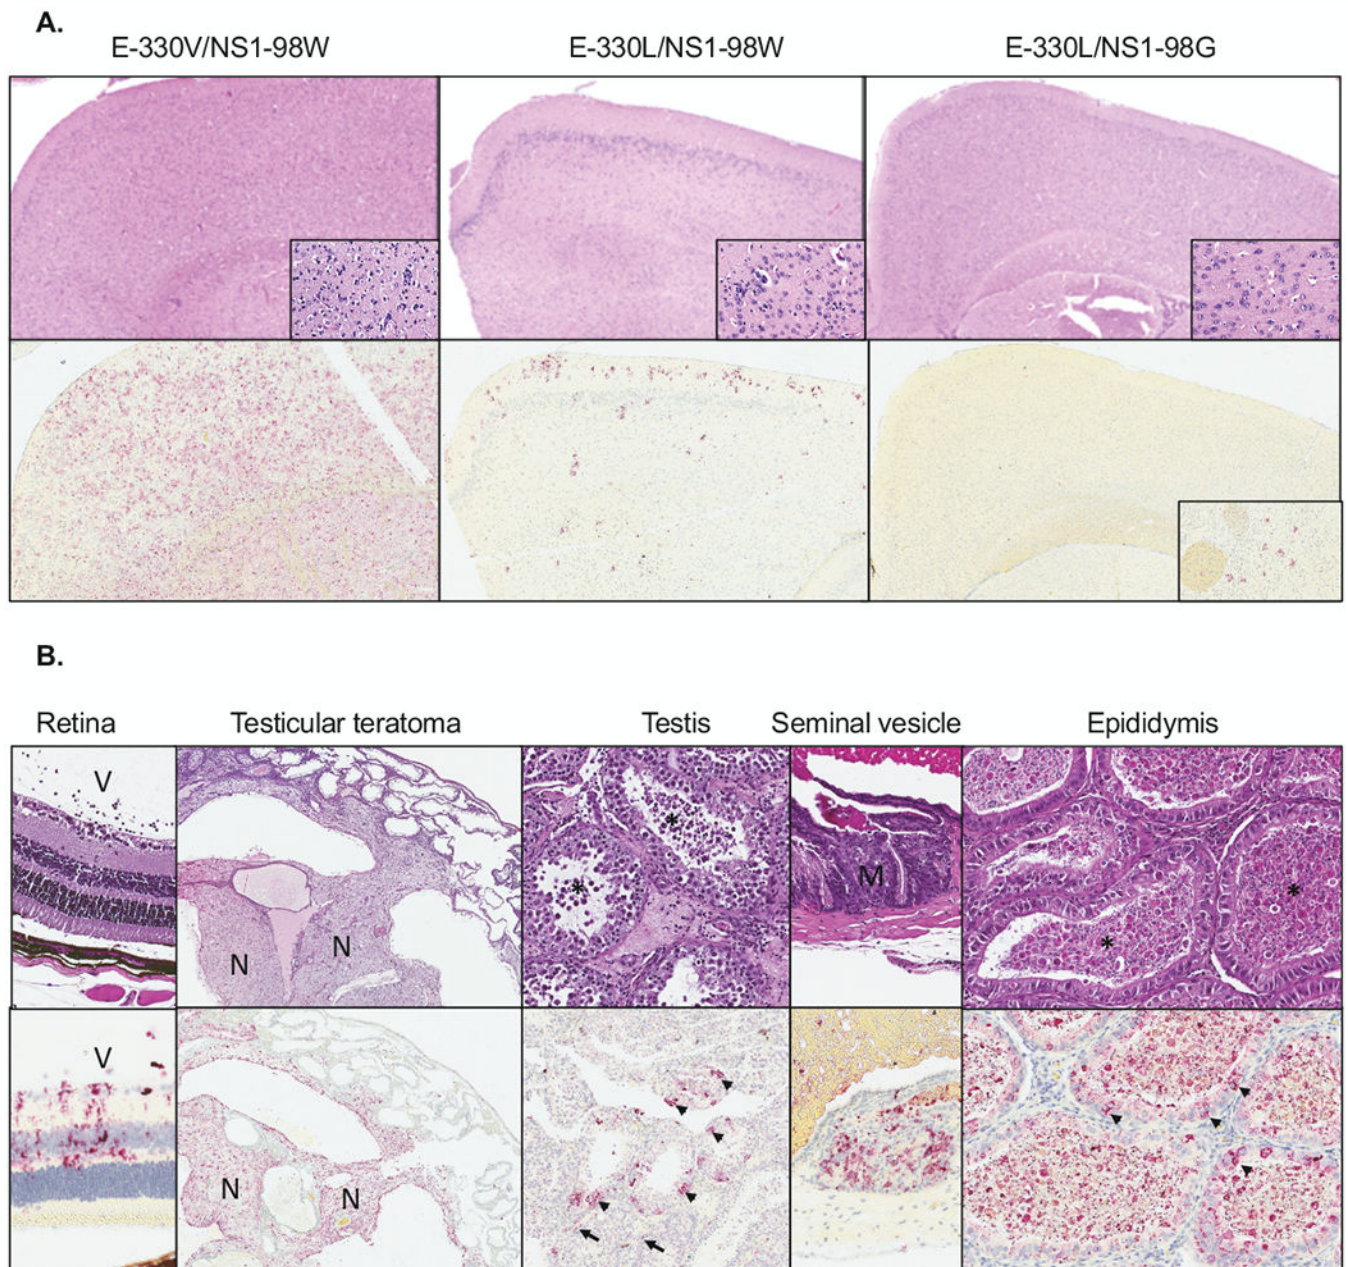 A.
E-330V/NS1-98W E-330L/NS1-98W E-330L/NS1-98G
B.
Retina Testicular teratoma Testis Seminal vesicle Epididymis
V
N N
* *
M
* *
V
N N